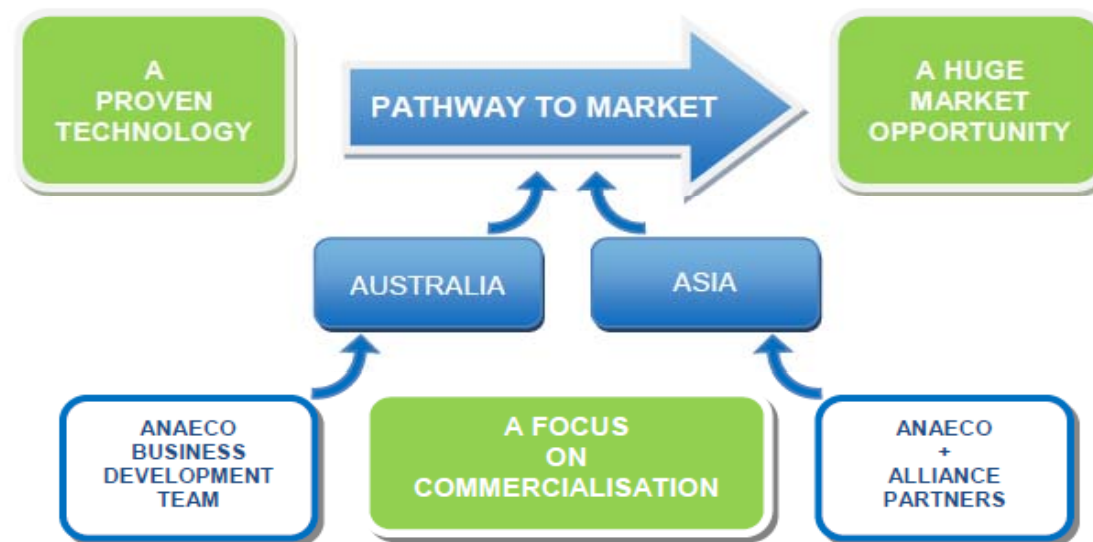 A
PROVEN
TECHNOLOGY
PATHWAY TO MARKET
A HUGE
MARKET
OPPORTUNITY
AUSTRALIA
ASIA
ANAECO
BUSINESS
DEVELOPMENT
TEAM
A FOCUS
ON
COMMERCIALISATION
ANAECO
+
ALLIANCE
PARTNERS